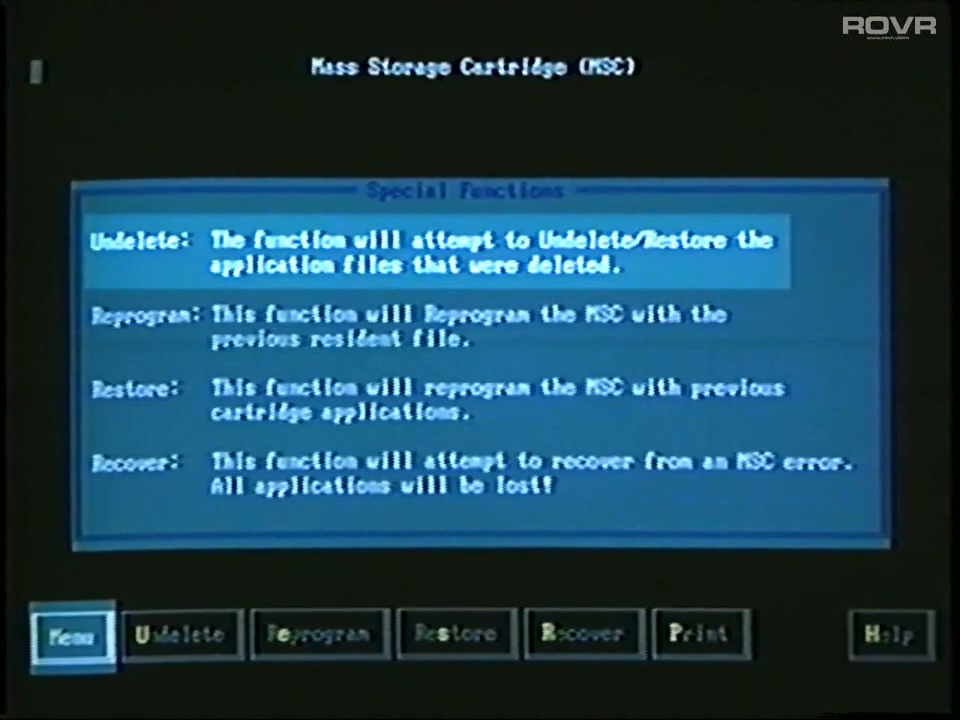 ROVR
Mass Storage Cartridge (MSC)
Special Functions
Undelete: The function will attempt to Undelete/Restore the
application files that were deleted.
Reprogram: This function will Reprogram the MSC with the
previous resident file.
Restore: This function will reprogram the MSC with previous
cartridge applications.
Recover: This function will attempt to recover from an MSC error.
All applications will be lost!
Menu Undelete Reprogram Restore Recover Print Help